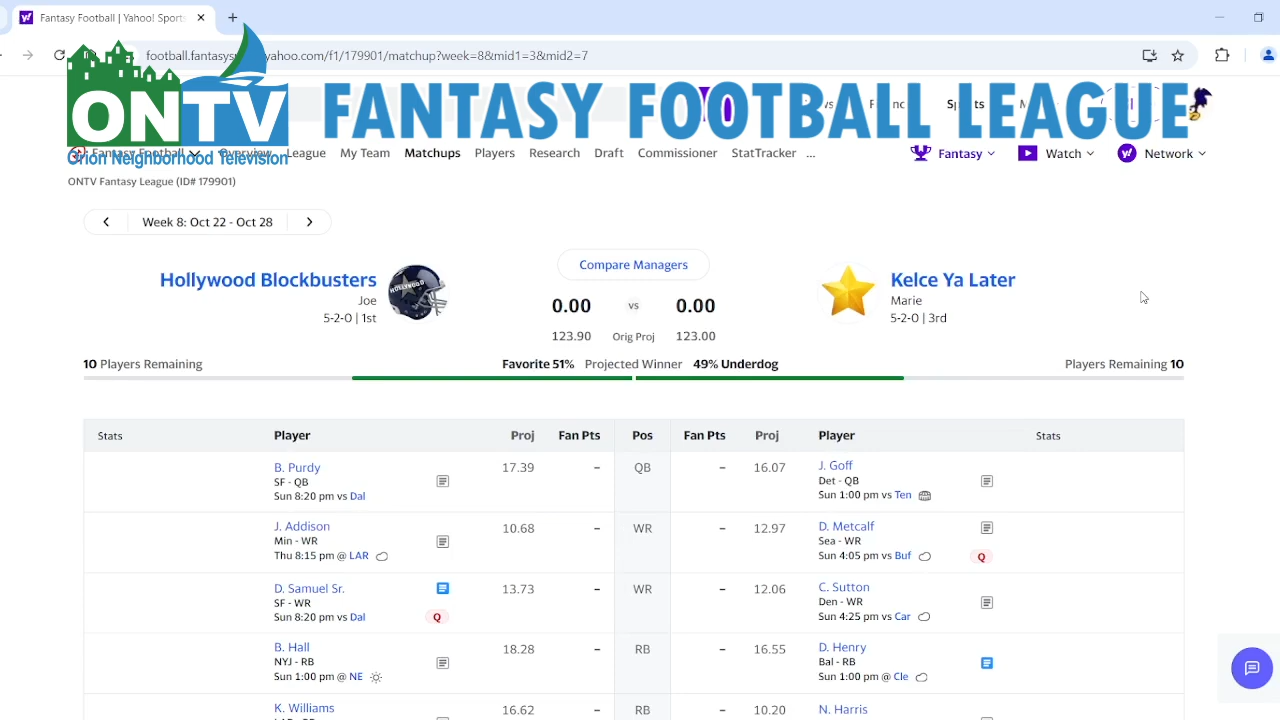 Fantasy Football | Yahoo! Sports
football.fantasysp yahoo.com/f1/179901/matchup?week=8&mid1=3&mid2=7
ONTV
Orion Neighborhood Television
FANTASY FOOTBALL LEAGUE
Fantasy Football Overview League My Team Matchups Players Research Draft Commissioner StatTracker ... Fantasy Watch Network
ONTV Fantasy League (ID# 179901)
Week 8: Oct 22 - Oct 28
Compare Managers
Hollywood Blockbusters
Joe
5-2-0 | 1st
0.00 vs 0.00
123.90 Orig Proj 123.00
Kelce Ya Later
Marie
5-2-0 | 3rd
10 Players Remaining Favorite 51% Projected Winner 49% Underdog Players Remaining 10
Stats Player Proj Fan Pts Pos Fan Pts Proj Player Stats
B. Purdy
SF - QB
Sun 8:20 pm vs Dal
17.39 – QB – 16.07
J. Goff
Det - QB
Sun 1:00 pm vs Ten
J. Addison
Min - WR
Thu 8:15 pm @ LAR
10.68 – WR – 12.97
D. Metcalf
Sea - WR
Sun 4:05 pm vs Buf
Q
D. Samuel Sr.
SF - WR
Sun 8:20 pm vs Dal
Q
13.73 – WR – 12.06
C. Sutton
Den - WR
Sun 4:25 pm vs Car
B. Hall
NYJ - RB
Sun 1:00 pm @ NE
18.28 – RB – 16.55
D. Henry
Bal - RB
Sun 1:00 pm @ Cle
K. Williams
16.62 – RB – 10.20
N. Harris